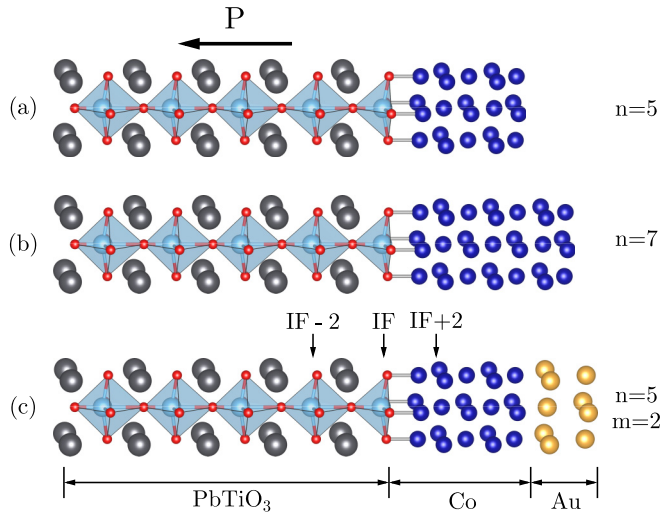 P
(a)
n=5
(b)
n=7
IF - 2
IF
IF+2
(c)
n=5
m=2
PbTiO₃
Co
Au